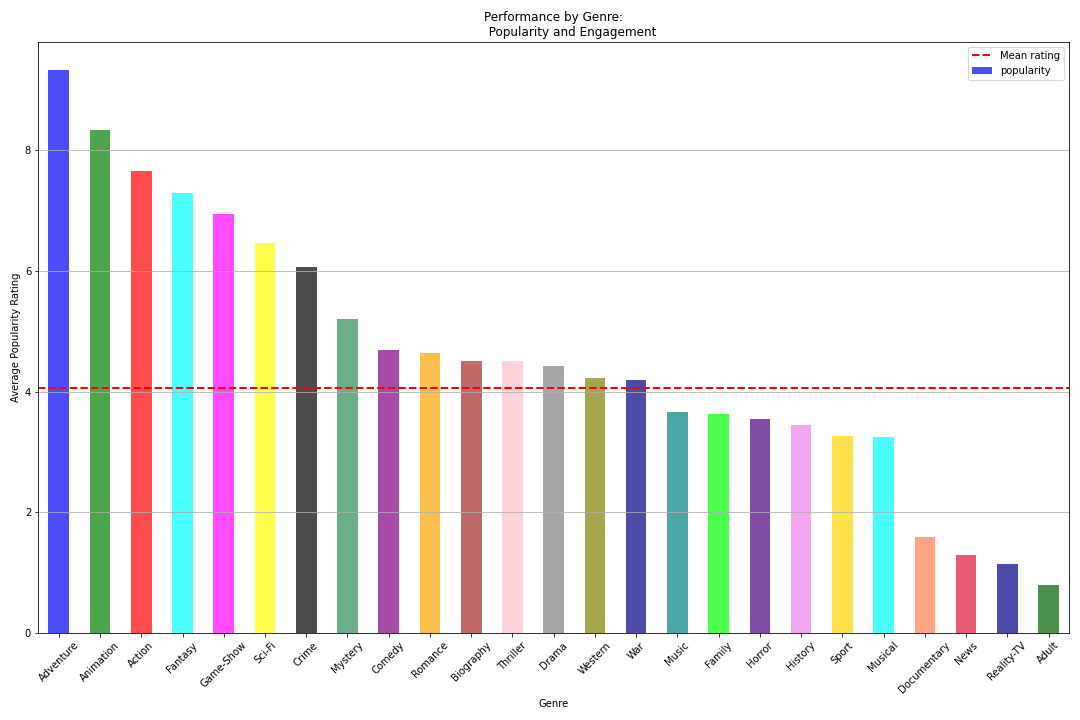 Performance by Genre:
Popularity and Engagement
Mean rating
popularity
Average Popularity Rating
8
6
4
2
0
Adventure
Animation
Action
Fantasy
Game-Show
Sci-Fi
Crime
Mystery
Comedy
Romance
Biography
Thriller
Drama
Western
War
Music
Family
Horror
History
Sport
Musical
Documentary
News
Reality-TV
Adult
Genre